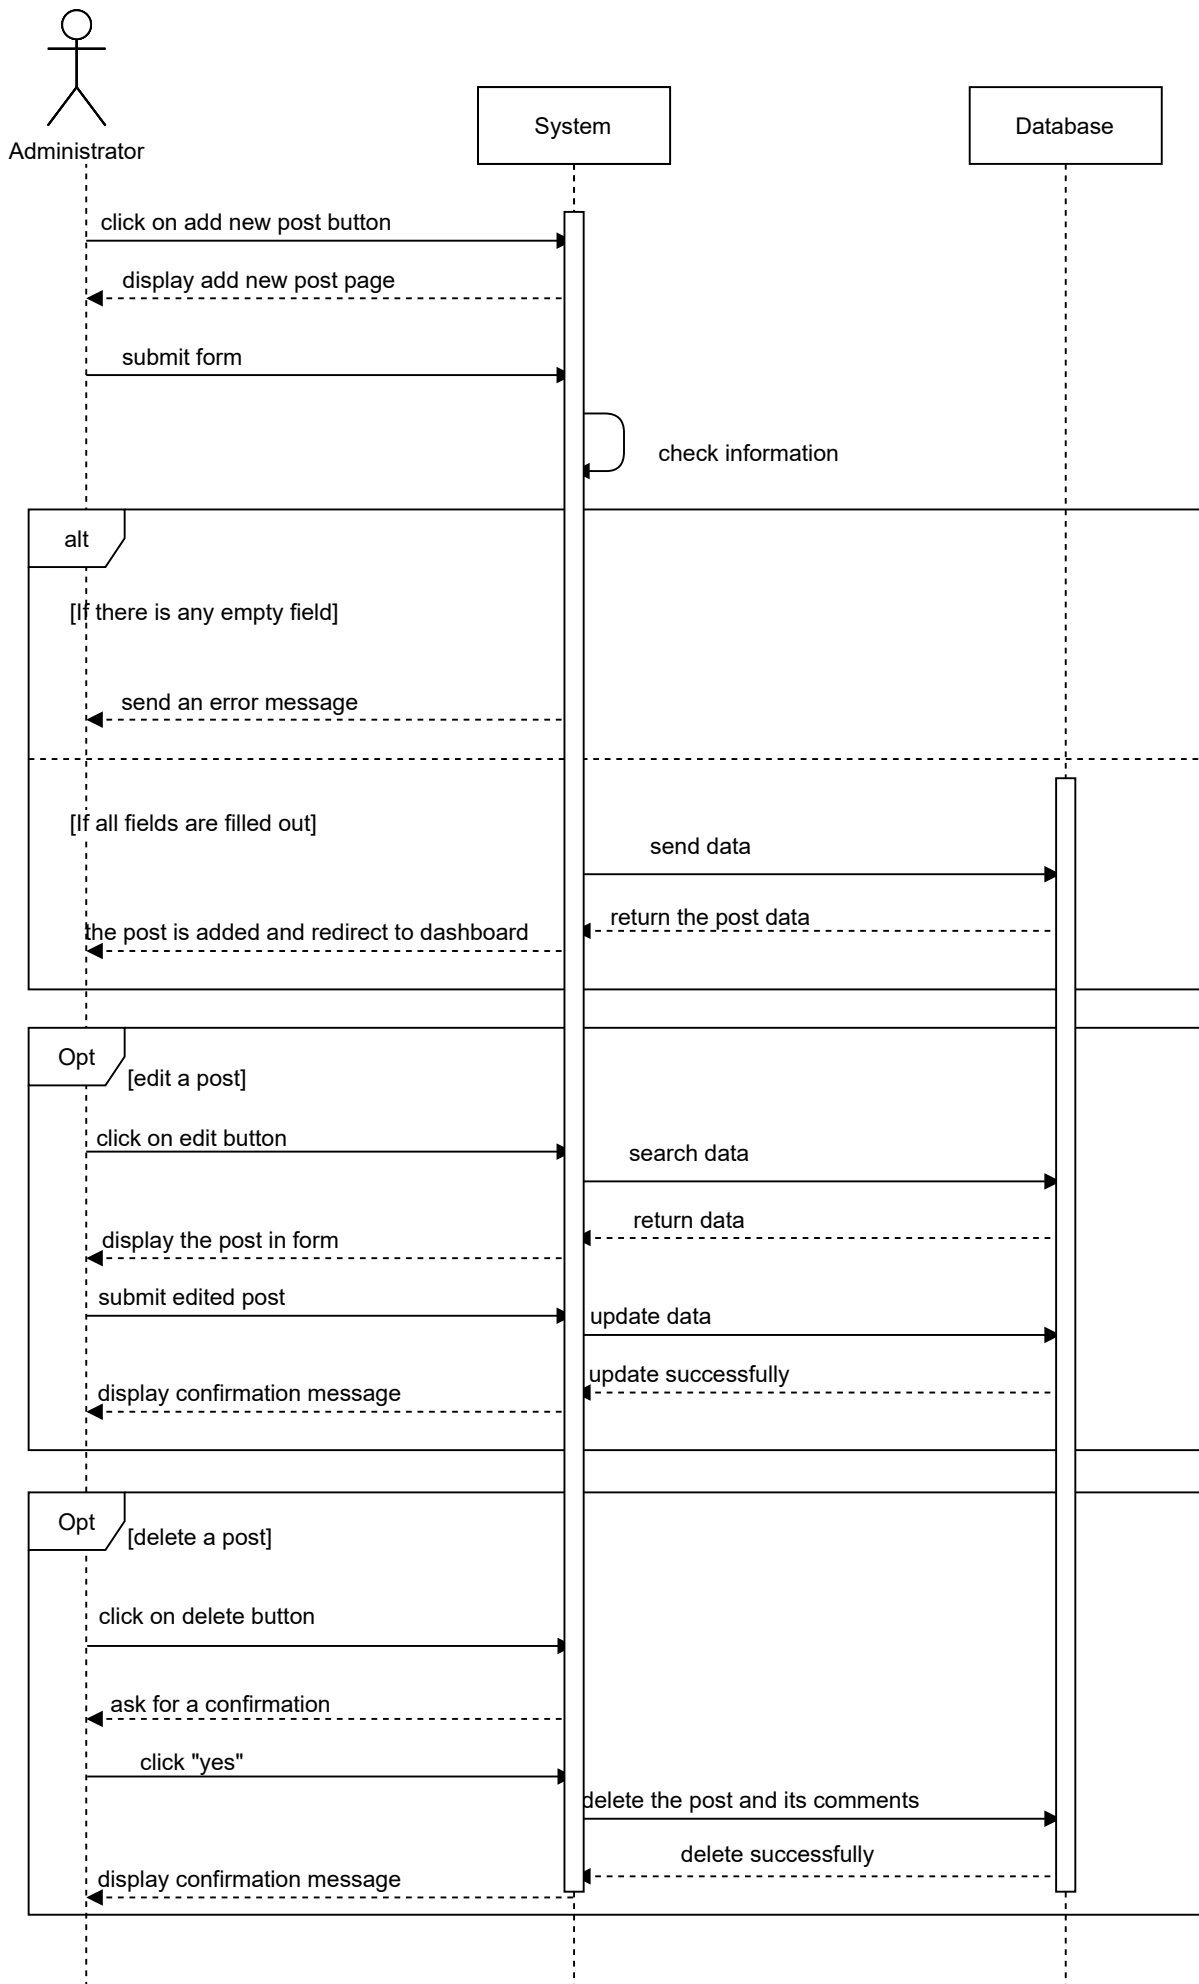 Administrator
System
Database
click on add new post button
display add new post page
submit form
check information
alt
[If there is any empty field]
send an error message
[If all fields are filled out]
send data
return the post data
the post is added and redirect to dashboard
Opt
[edit a post]
click on edit button
search data
return data
display the post in form
submit edited post
update data
update successfully
display confirmation message
Opt
[delete a post]
click on delete button
ask for a confirmation
click "yes"
delete the post and its comments
delete successfully
display confirmation message